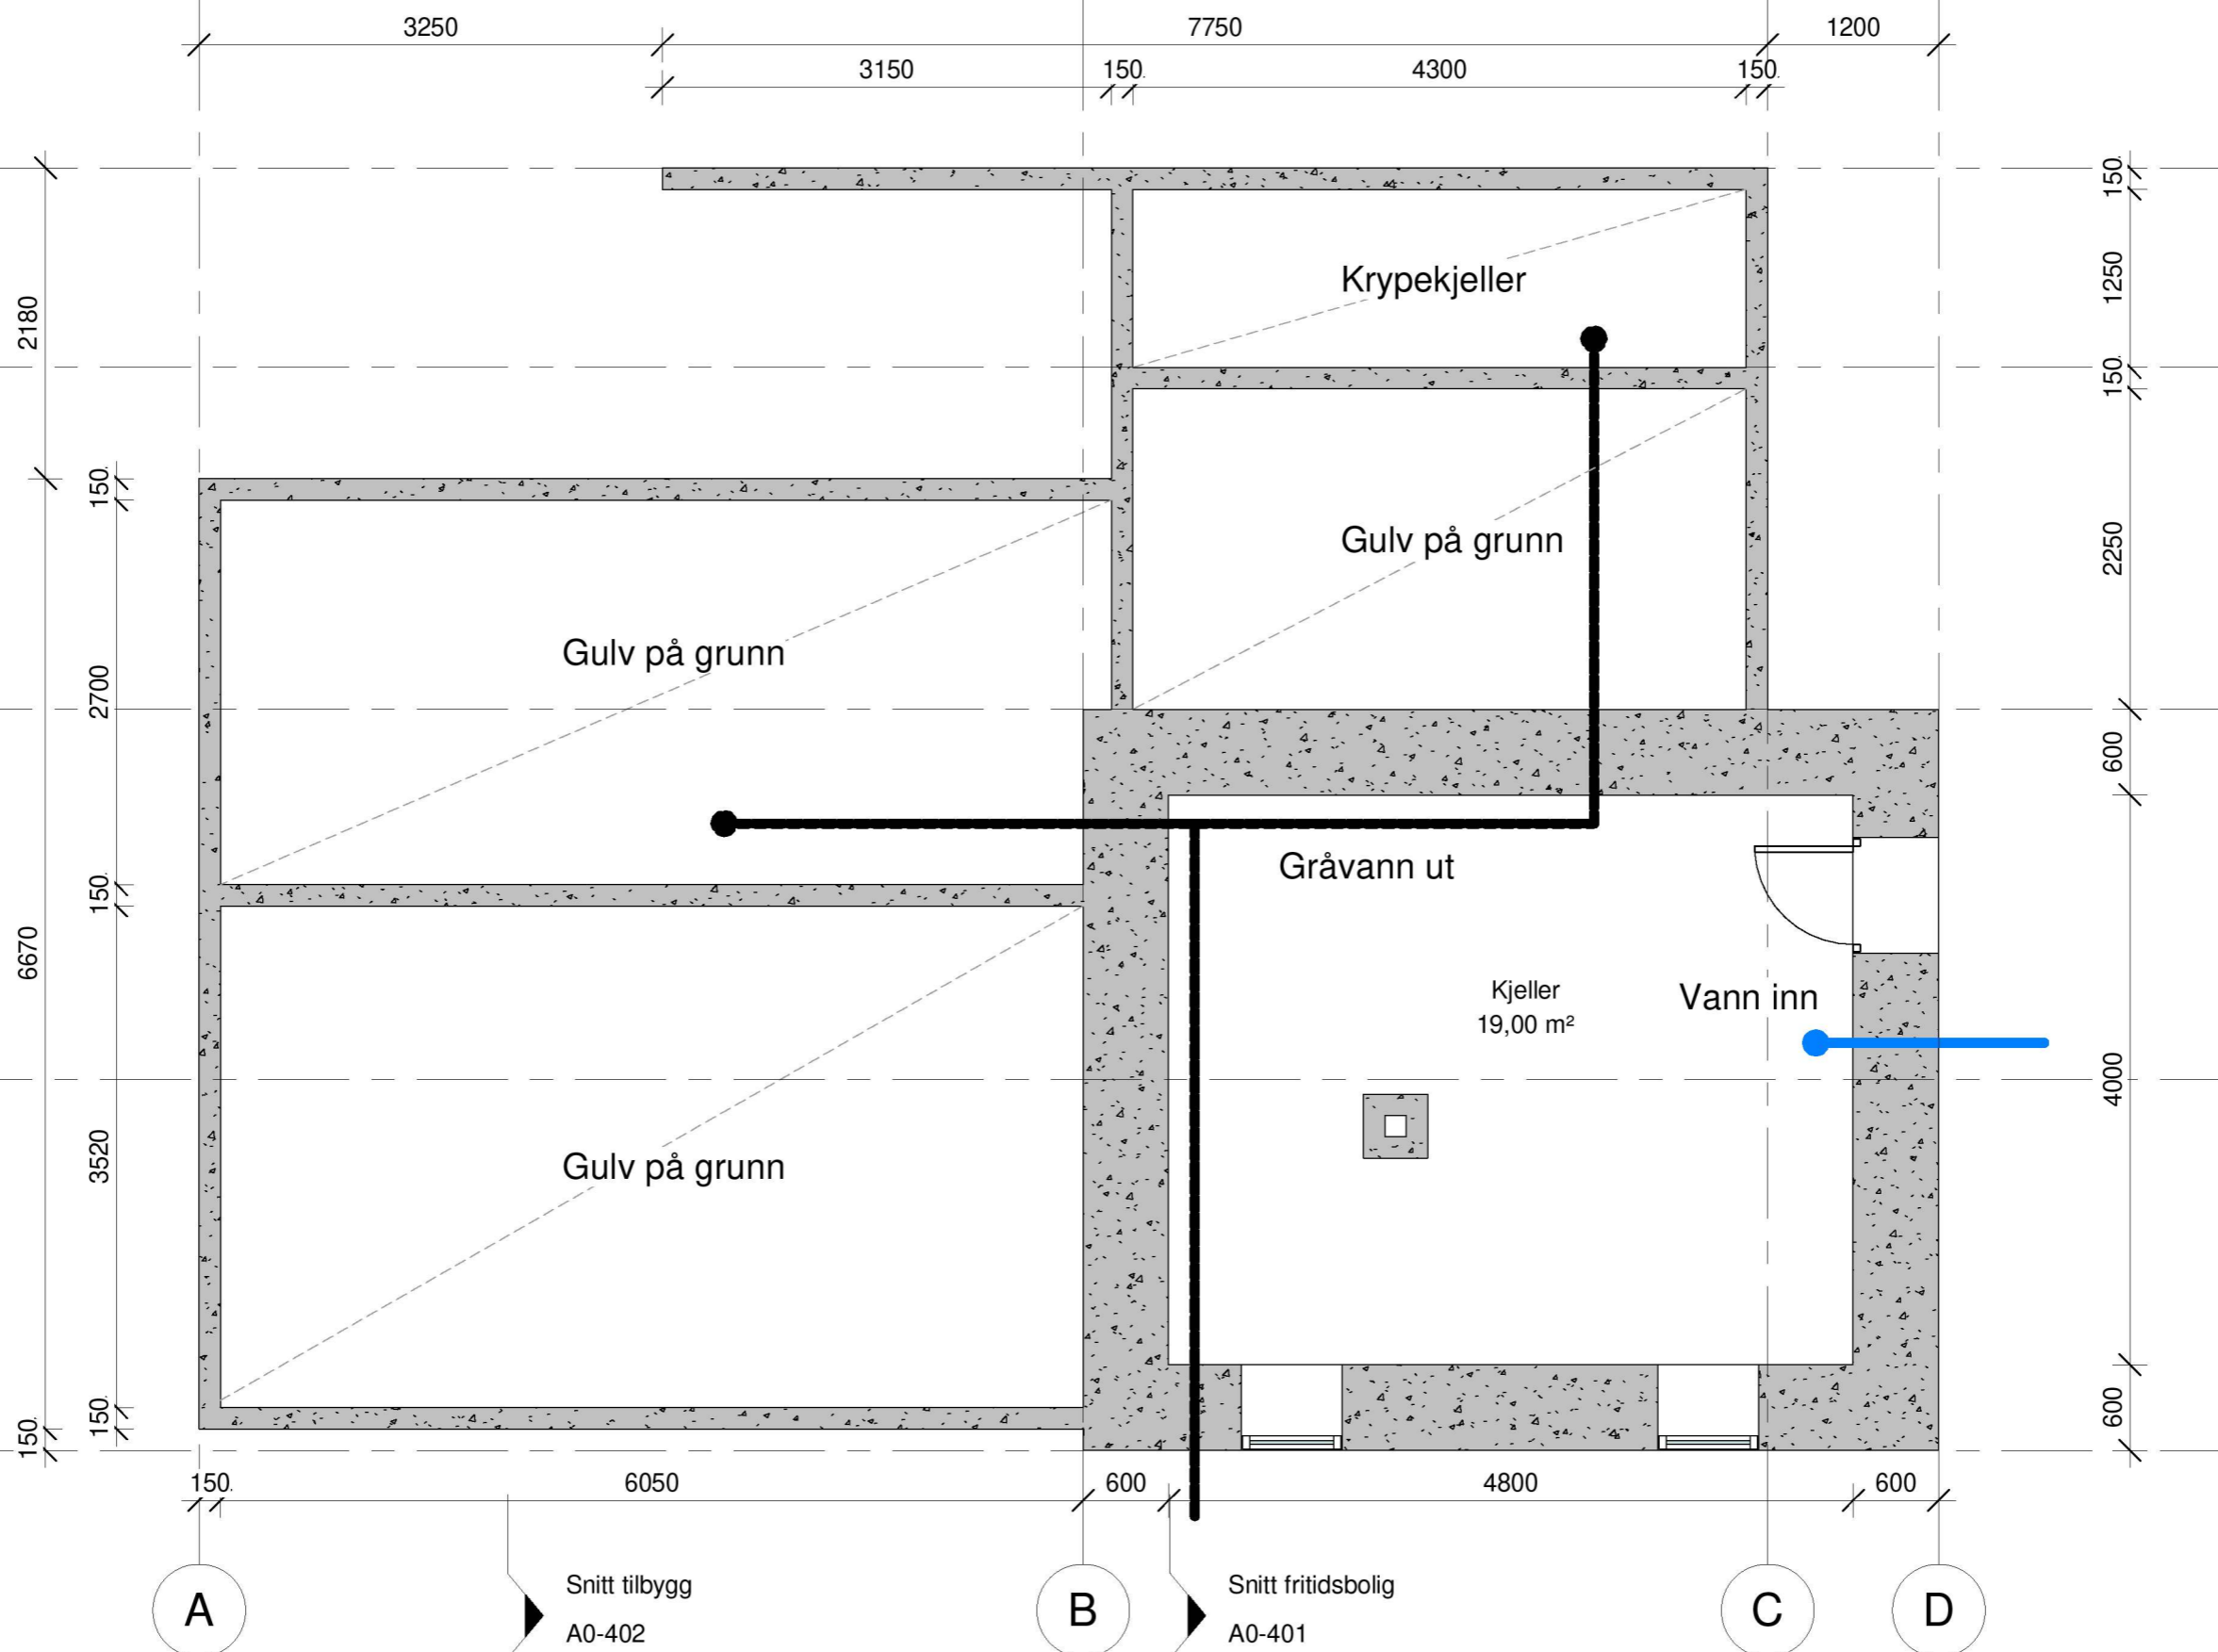 3250
7750
1200
3150
150.
4300
150.
150.
Krypekjeller
1250
2180
150.
150.
Gulv på grunn
2250
Gulv på grunn
2700
600
Gråvann ut
150.
6670
Kjeller
19,00 m²
Vann inn
4000
3520
Gulv på grunn
150.
150.
600
150.
6050
600
4800
600
A
Snitt tilbygg
A0-402
B
Snitt fritidsbolig
A0-401
C
D